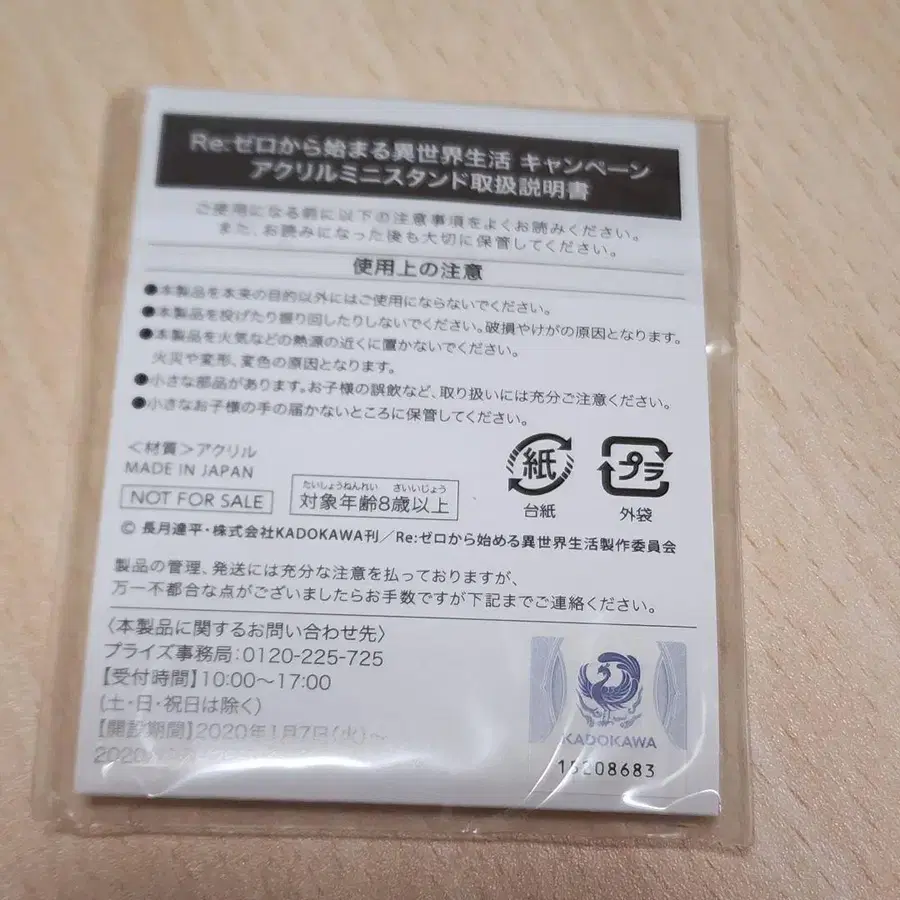 Re:ゼロから始まる異世界生活 キャンペーン
アクリルミニスタンド取扱説明書
ご使用になる前に以下の注意事項をよくお読みください。
また、お読みになった後も大切に保管してください。
使用上の注意
●本製品を本来の目的以外にはご使用にならないでください。
●本製品を投げたり振り回したりしないでください。破損やけがの原因となります。
●本製品を火気などの熱源の近くに置かないでください。
火災や変形、変色の原因となります。
●小さな部品があります。お子様の誤飲など、取り扱いには充分ご注意ください。
●小さなお子様の手の届かないところに保管してください。
<材質>アクリル
MADE IN JAPAN
NOT FOR SALE
たいしょうねんれい さいいじょう
対象年齢8歳以上
紙
台紙
プラ
外袋
© 長月達平・株式会社KADOKAWA刊/Re:ゼロから始める異世界生活製作委員会
製品の管理、発送には充分な注意を払っておりますが、
万一不都合な点がございましたらお手数ですが下記までご連絡ください。
〈本製品に関するお問い合わせ先〉
プライズ事務局:0120-225-725
【受付時間】10:00~17:00
(土・日・祝日は除く)
【開設期間】2020年1月7日(火)~
2020
KADOKAWA
15208683